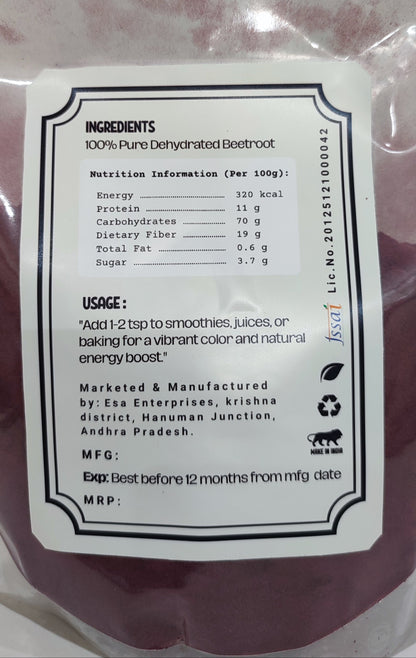 INGREDIENTS
100% Pure Dehydrated Beetroot
Nutrition Information (Per 100g):
Energy ........................ 320 kcal
Protein ........................ 11 g
Carbohydrates ............... 70 g
Dietary Fiber ............... 19 g
Total Fat ..................... 0.6 g
Sugar ........................ 3.7 g
USAGE:
"Add 1-2 tsp to smoothies, juices, or
baking for a vibrant color and natural
energy boost."
Marketed & Manufactured
by: Esa Enterprises, krishna
district, Hanuman Junction,
Andhra Pradesh.
MFG:
Exp: Best before 12 months from mfg date
MRP:
fssai Lic.No.20125121000042
MAKE IN INDIA